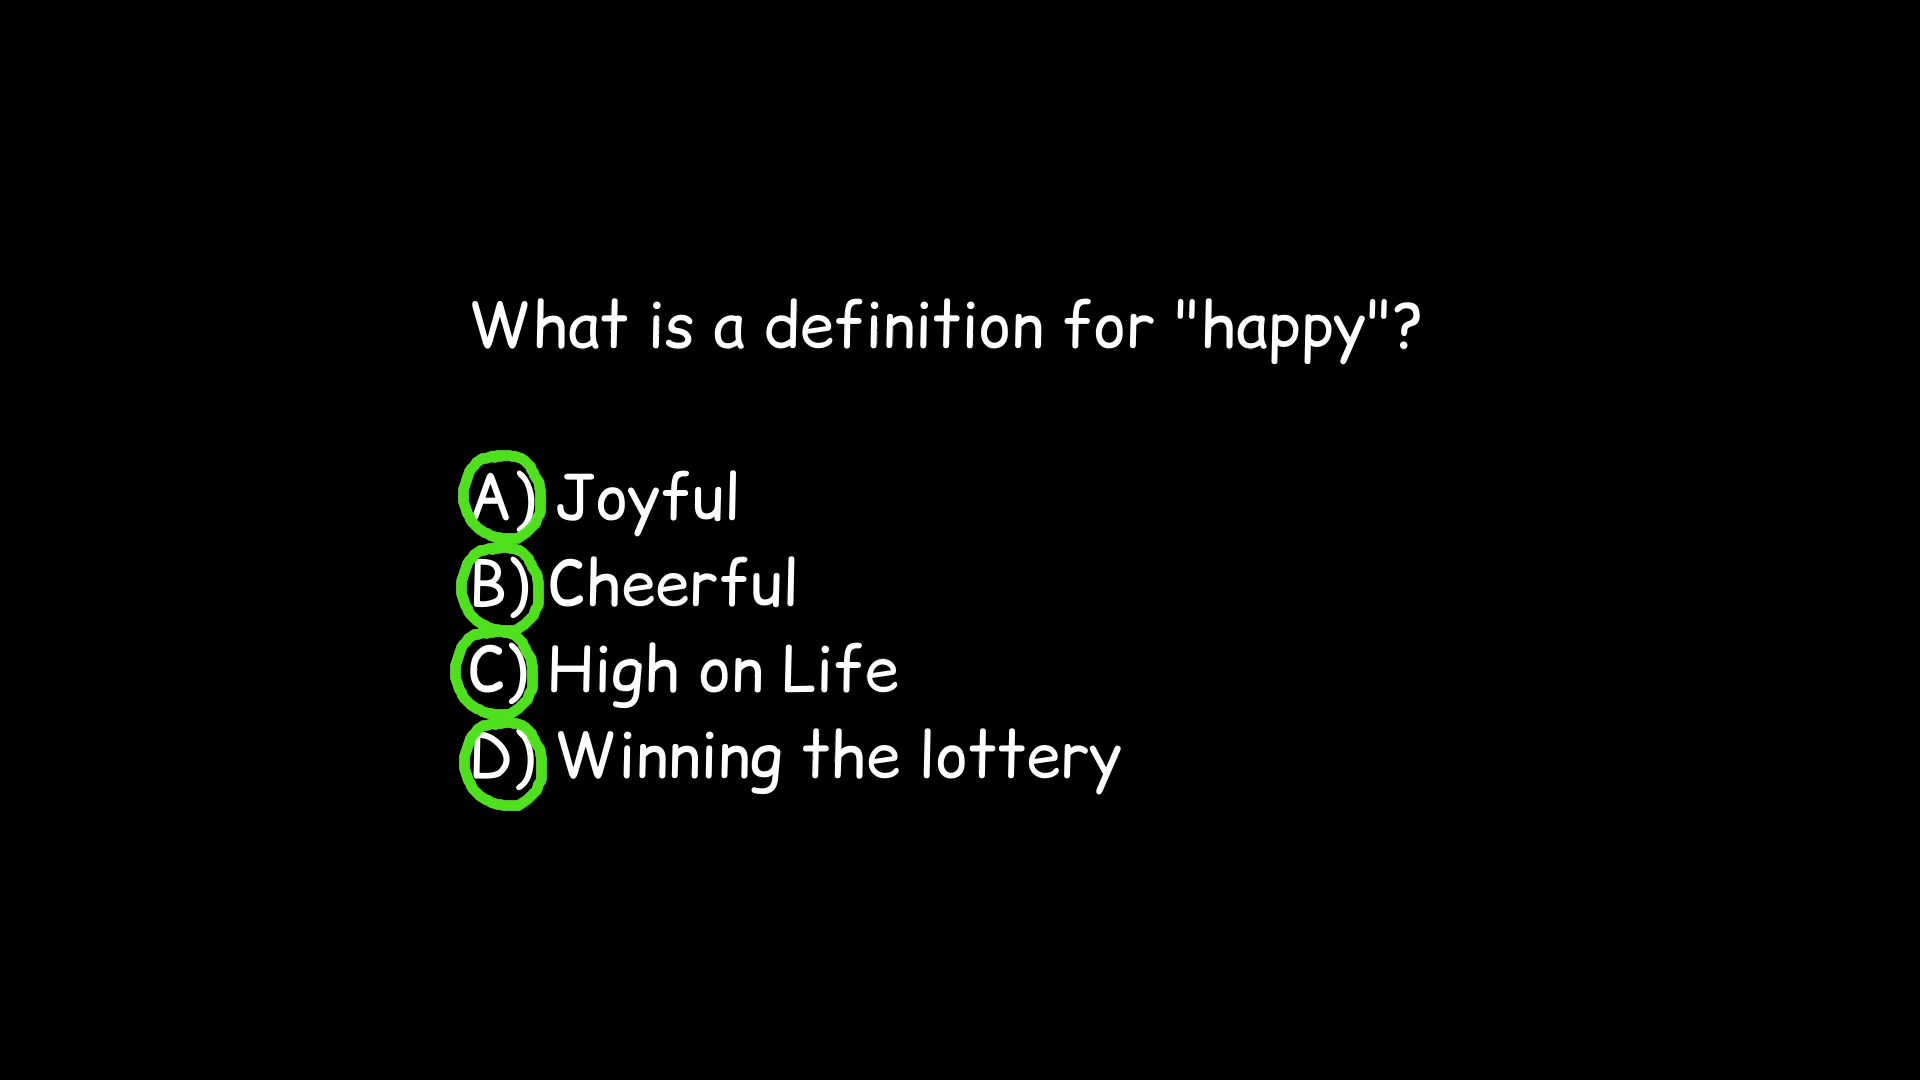 What is a definition for "happy"?
A) Joyful
B) Cheerful
C) High on Life
D) Winning the lottery